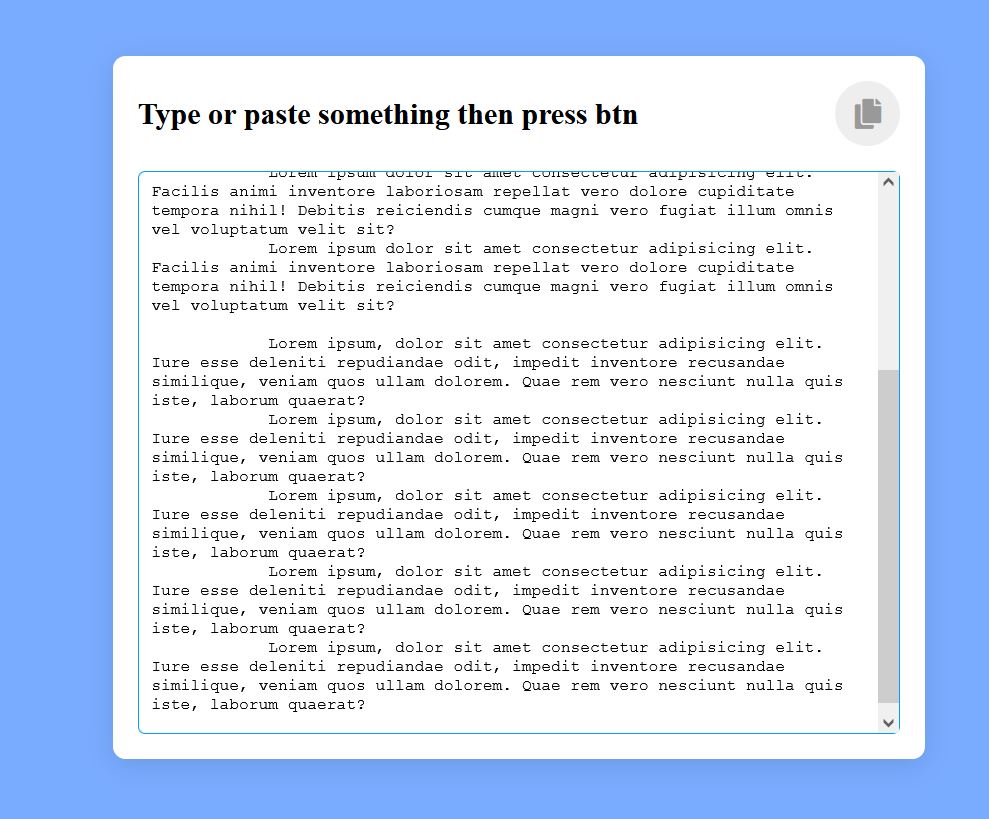 Type or paste something then press btn
Lorem ipsum dolor sit amet consectetur adipisicing elit.
Facilis animi inventore laboriosam repellat vero dolore cupiditate
tempora nihil! Debitis reiciendis cumque magni vero fugiat illum omnis
vel voluptatum velit sit?
Lorem ipsum dolor sit amet consectetur adipisicing elit.
Facilis animi inventore laboriosam repellat vero dolore cupiditate
tempora nihil! Debitis reiciendis cumque magni vero fugiat illum omnis
vel voluptatum velit sit?
Lorem ipsum, dolor sit amet consectetur adipisicing elit.
Iure esse deleniti repudiandae odit, impedit inventore recusandae
similique, veniam quos ullam dolorem. Quae rem vero nesciunt nulla quis
iste, laborum quaerat?
Lorem ipsum, dolor sit amet consectetur adipisicing elit.
Iure esse deleniti repudiandae odit, impedit inventore recusandae
similique, veniam quos ullam dolorem. Quae rem vero nesciunt nulla quis
iste, laborum quaerat?
Lorem ipsum, dolor sit amet consectetur adipisicing elit.
Iure esse deleniti repudiandae odit, impedit inventore recusandae
similique, veniam quos ullam dolorem. Quae rem vero nesciunt nulla quis
iste, laborum quaerat?
Lorem ipsum, dolor sit amet consectetur adipisicing elit.
Iure esse deleniti repudiandae odit, impedit inventore recusandae
similique, veniam quos ullam dolorem. Quae rem vero nesciunt nulla quis
iste, laborum quaerat?
Lorem ipsum, dolor sit amet consectetur adipisicing elit.
Iure esse deleniti repudiandae odit, impedit inventore recusandae
similique, veniam quos ullam dolorem. Quae rem vero nesciunt nulla quis
iste, laborum quaerat?